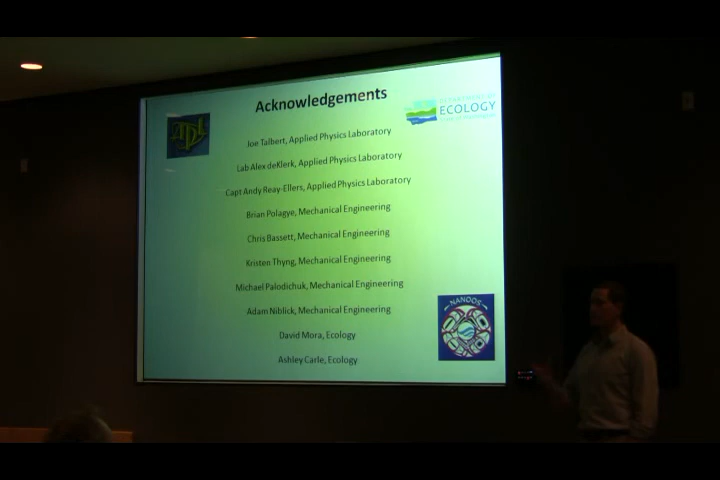 Acknowledgements
ECOLOGY
Joe Talbert, Applied Physics Laboratory
Lab Alex deKlerk, Applied Physics Laboratory
Capt Andy Reay-Ellers, Applied Physics Laboratory
Brian Polagye, Mechanical Engineering
Chris Bassett, Mechanical Engineering
Kristen Thyng, Mechanical Engineering
Michael Palodichuk, Mechanical Engineering
Adam Niblick, Mechanical Engineering
NANOOS
David Mora, Ecology
Ashley Carle, Ecology